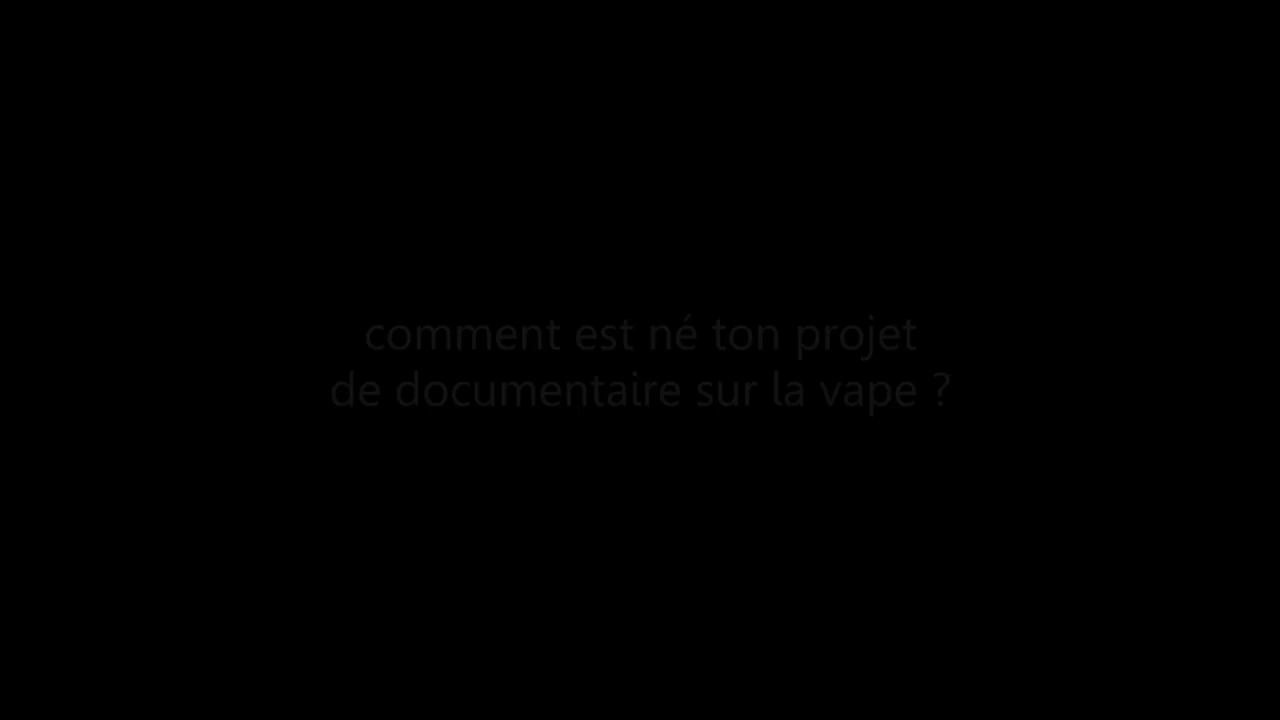 comment est né ton projet
de documentaire sur la vape ?